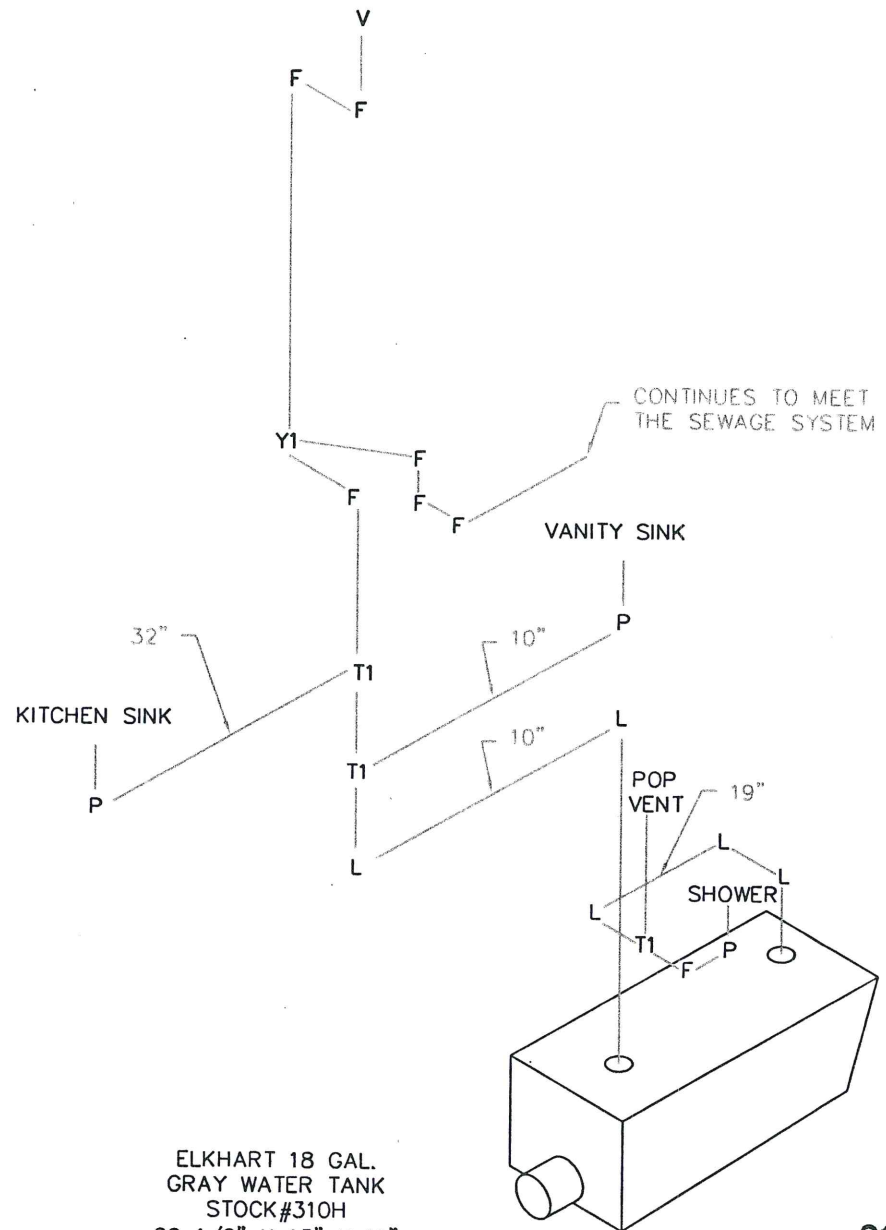 V
F
F
CONTINUES TO MEET
THE SEWAGE SYSTEM
Y1
F
F
F
F
VANITY SINK
P
32"
10"
T1
KITCHEN SINK
P
10"
L
T1
POP
VENT
19"
L
L
L
SHOWER
L
T1
F
P
ELKHART 18 GAL.
GRAY WATER TANK
STOCK#310H